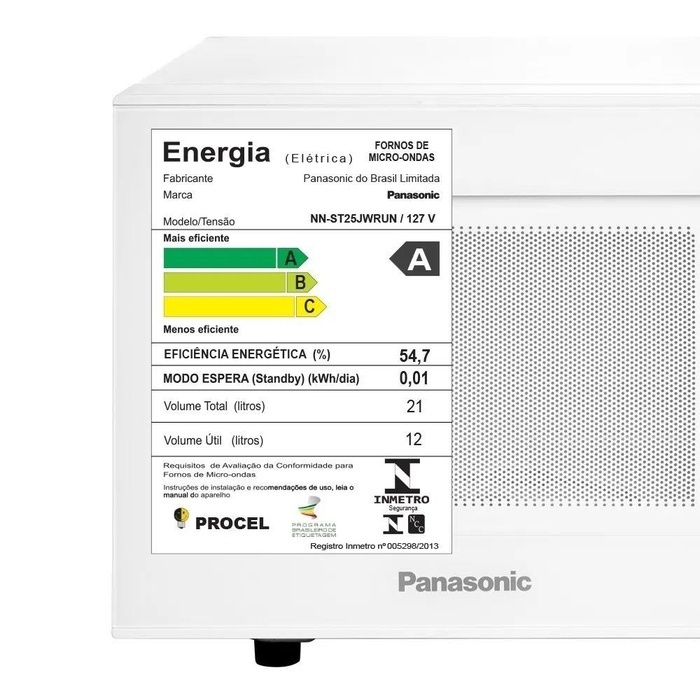 Energia (Elétrica) FORNOS DE
MICRO-ONDAS
Fabricante Panasonic do Brasil Limitada
Marca Panasonic
Modelo/Tensão NN-ST25JWRUN / 127 V
Mais eficiente
A A
B
C
Menos eficiente
EFICIÊNCIA ENERGÉTICA (%) 54,7
MODO ESPERA (Standby) (kWh/dia) 0,01
Volume Total (litros) 21
Volume Útil (litros) 12
Requisitos de Avaliação da Conformidade para
Fornos de Micro-ondas
Instruções de instalação e recomendações de uso, leia o
manual do aparelho
INMETRO
Segurança
PROCEL
PROGRAMA
BRASILEIRO DE
ETIQUETAGEM
NCC
Registro Inmetro nº 005298/2013
Panasonic